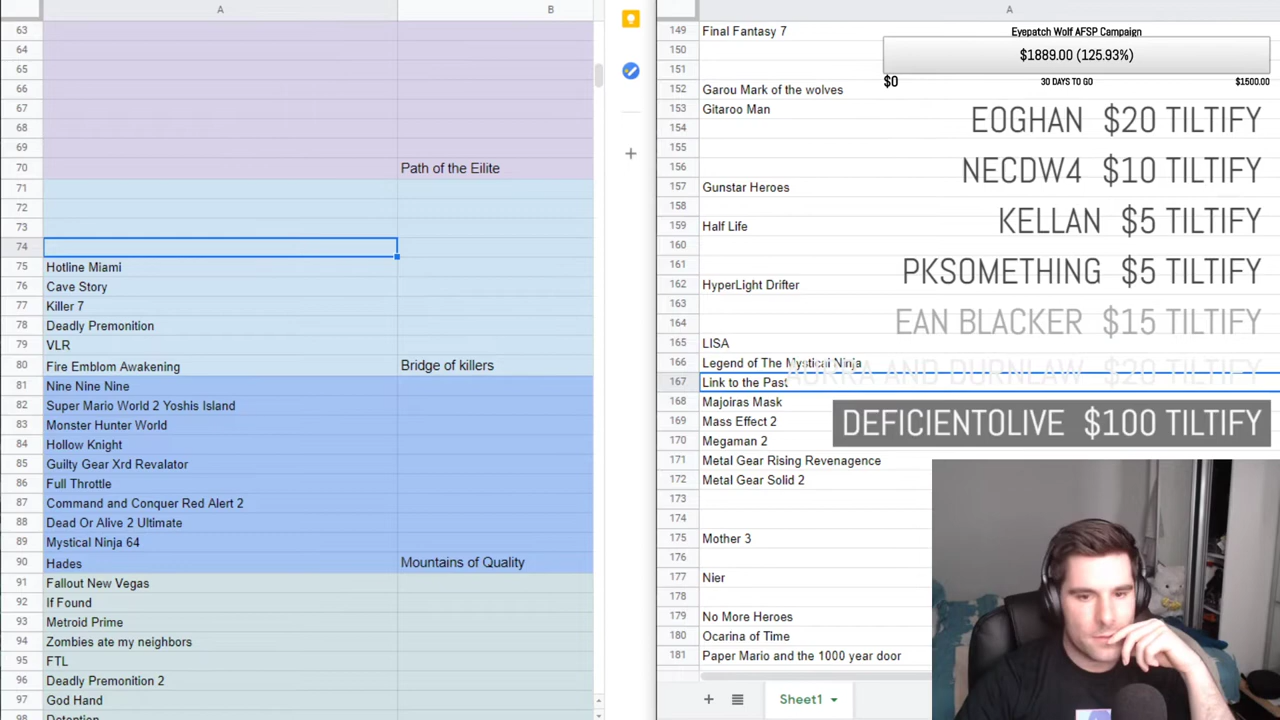 A
B
63
64
65
66
67
68
69
70 Path of the Eilite
71
72
73
74
75 Hotline Miami
76 Cave Story
77 Killer 7
78 Deadly Premonition
79 VLR
80 Fire Emblom Awakening Bridge of killers
81 Nine Nine Nine
82 Super Mario World 2 Yoshis Island
83 Monster Hunter World
84 Hollow Knight
85 Guilty Gear Xrd Revalator
86 Full Throttle
87 Command and Conquer Red Alert 2
88 Dead Or Alive 2 Ultimate
89 Mystical Ninja 64
90 Hades Mountains of Quality
91 Fallout New Vegas
92 If Found
93 Metroid Prime
94 Zombies ate my neighbors
95 FTL
96 Deadly Premonition 2
97 God Hand
98 Detention
A
149 Final Fantasy 7
150
151
152 Garou Mark of the wolves
153 Gitaroo Man
154
155
156
157 Gunstar Heroes
158
159 Half Life
160
161
162 HyperLight Drifter
163
164
165 LISA
166 Legend of The Mystical Ninja
167 Link to the Past
168 Majoiras Mask
169 Mass Effect 2
170 Megaman 2
171 Metal Gear Rising Revenagence
172 Metal Gear Solid 2
173
174
175 Mother 3
176
177 Nier
178
179 No More Heroes
180 Ocarina of Time
181 Paper Mario and the 1000 year door
Sheet1
Eyepatch Wolf AFSP Campaign
$1889.00 (125.93%)
$0 30 DAYS TO GO $1500.00
EOGHAN $20 TILTIFY
NECDW4 $10 TILTIFY
KELLAN $5 TILTIFY
PKSOMETHING $5 TILTIFY
EAN BLACKER $15 TILTIFY
AND DURNLAW $20 TILTIFY
DEFICIENTOLIVE $100 TILTIFY